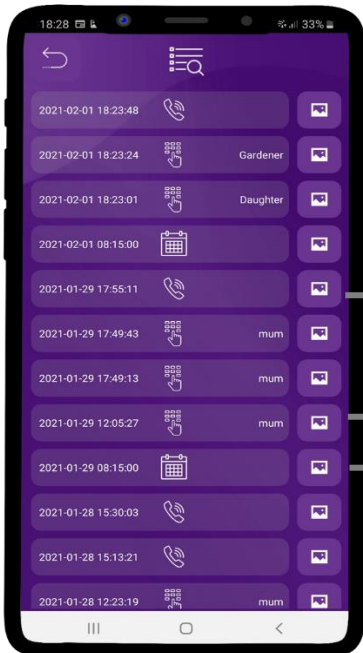 18:28 33%
2021-02-01 18:23:48
2021-02-01 18:23:24 Gardener
2021-02-01 18:23:01 Daughter
2021-02-01 08:15:00
2021-01-29 17:55:11
2021-01-29 17:49:43 mum
2021-01-29 17:49:13 mum
2021-01-29 12:05:27 mum
2021-01-29 08:15:00
2021-01-28 15:30:03
2021-01-28 15:13:21
2021-01-28 12:23:19 mum